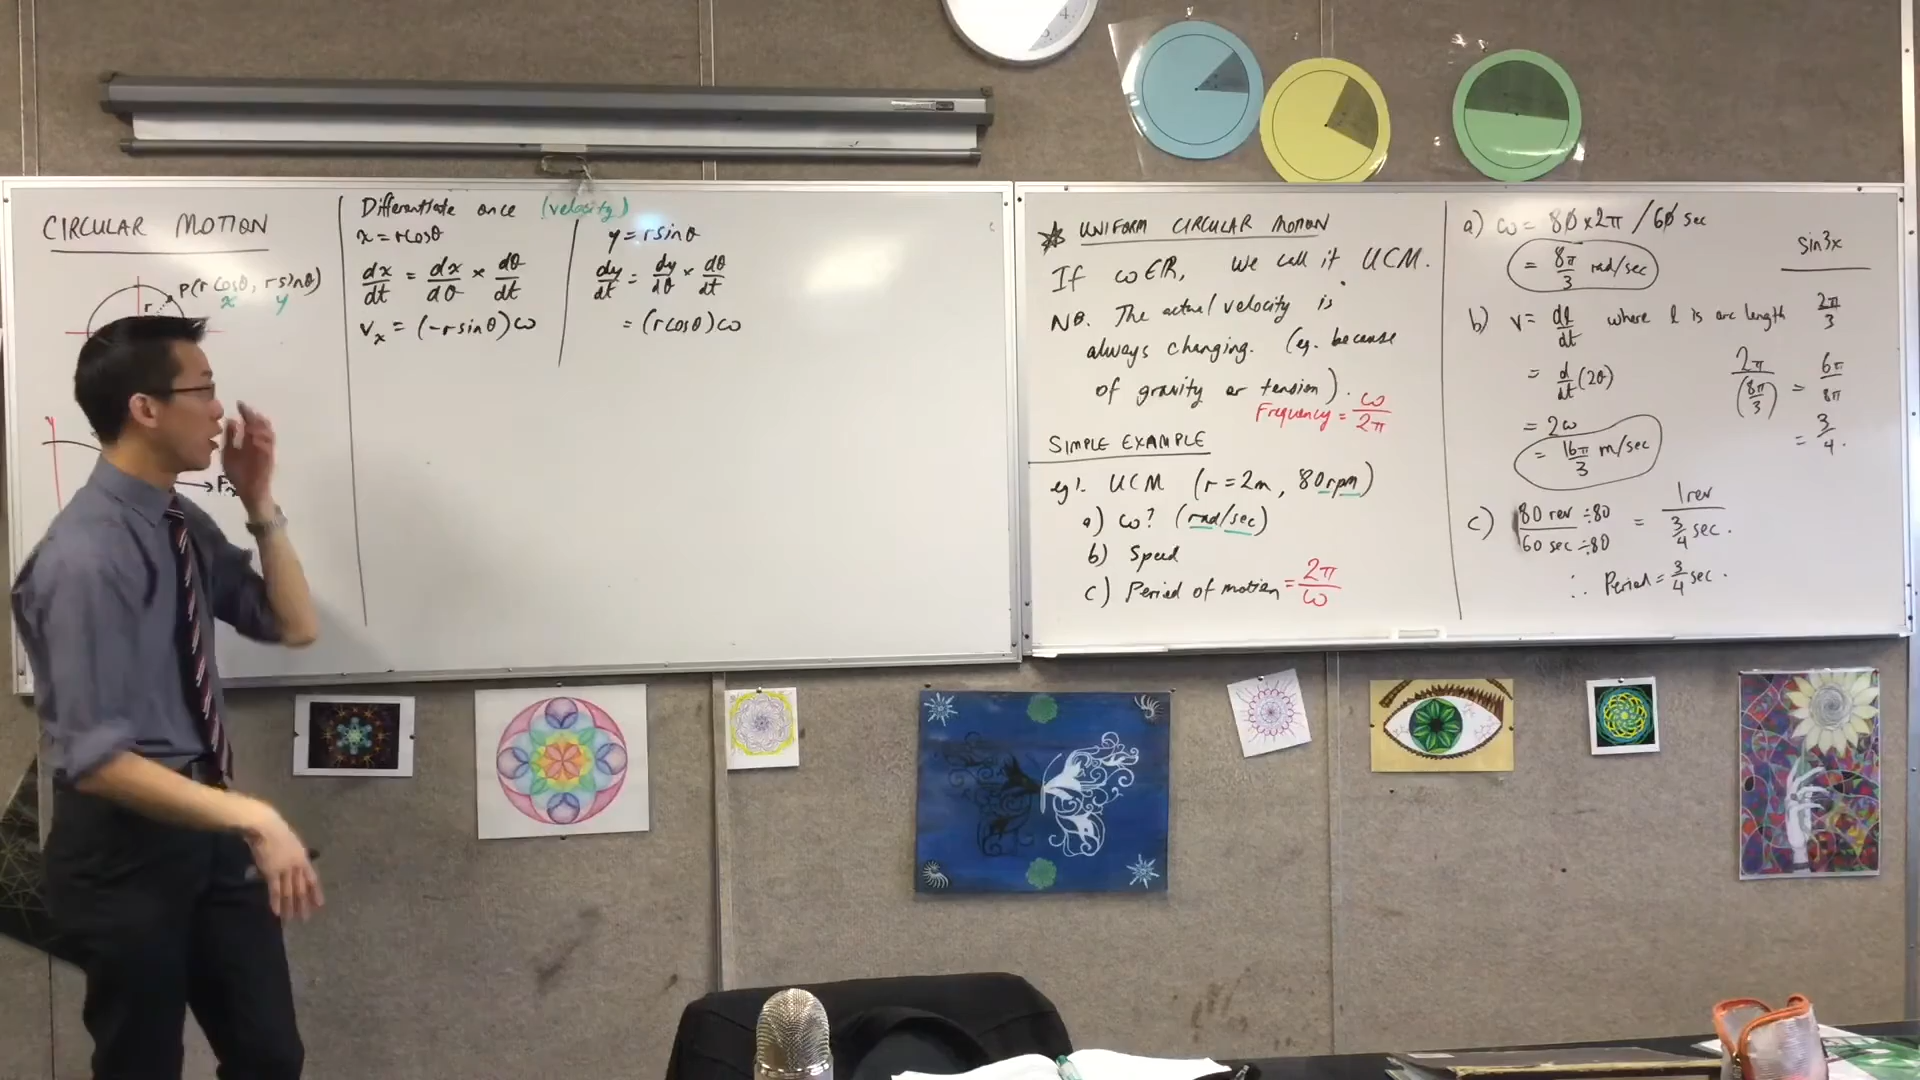 CIRCULAR MOTION
P(r cosθ, r sinθ)
x y
r
Differentiate once (velocity)
x = rcosθ
dx/dt = dx/dθ × dθ/dt
vx = (-r sinθ)ω
y = r sinθ
dy/dt = dy/dθ × dθ/dt
= (r cosθ)ω
UNIFORM CIRCULAR MOTION
If ω∈ℝ, we call it UCM.
NB. The actual velocity is
always changing. (eg. because
of gravity or tension).
Frequency = ω/2π
SIMPLE EXAMPLE
eg1. UCM (r = 2m, 80rpm)
a) ω? (rad/sec)
b) Speed
c) Period of motion = 2π/ω
a) ω = 80 × 2π / 60 sec
= 8π/3 rad/sec
b) v = dl/dt where l is arc length
= d/dt (2θ)
= 2ω
= 16π/3 m/sec
c) 80 rev ÷80 / 60 sec ÷80 = 1 rev / 3/4 sec.
∴ Period = 3/4 sec.
sin3x
2π/3
2π/(8π/3) = 6π/8π
= 3/4.